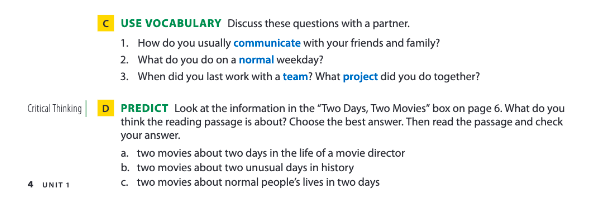 C USE VOCABULARY Discuss these questions with a partner.
1. How do you usually communicate with your friends and family?
2. What do you do on a normal weekday?
3. When did you last work with a team? What project did you do together?
Critical Thinking D PREDICT Look at the information in the “Two Days, Two Movies” box on page 6. What do you
think the reading passage is about? Choose the best answer. Then read the passage and check
your answer.
a. two movies about two days in the life of a movie director
b. two movies about two unusual days in history
c. two movies about normal people’s lives in two days
4 UNIT 1